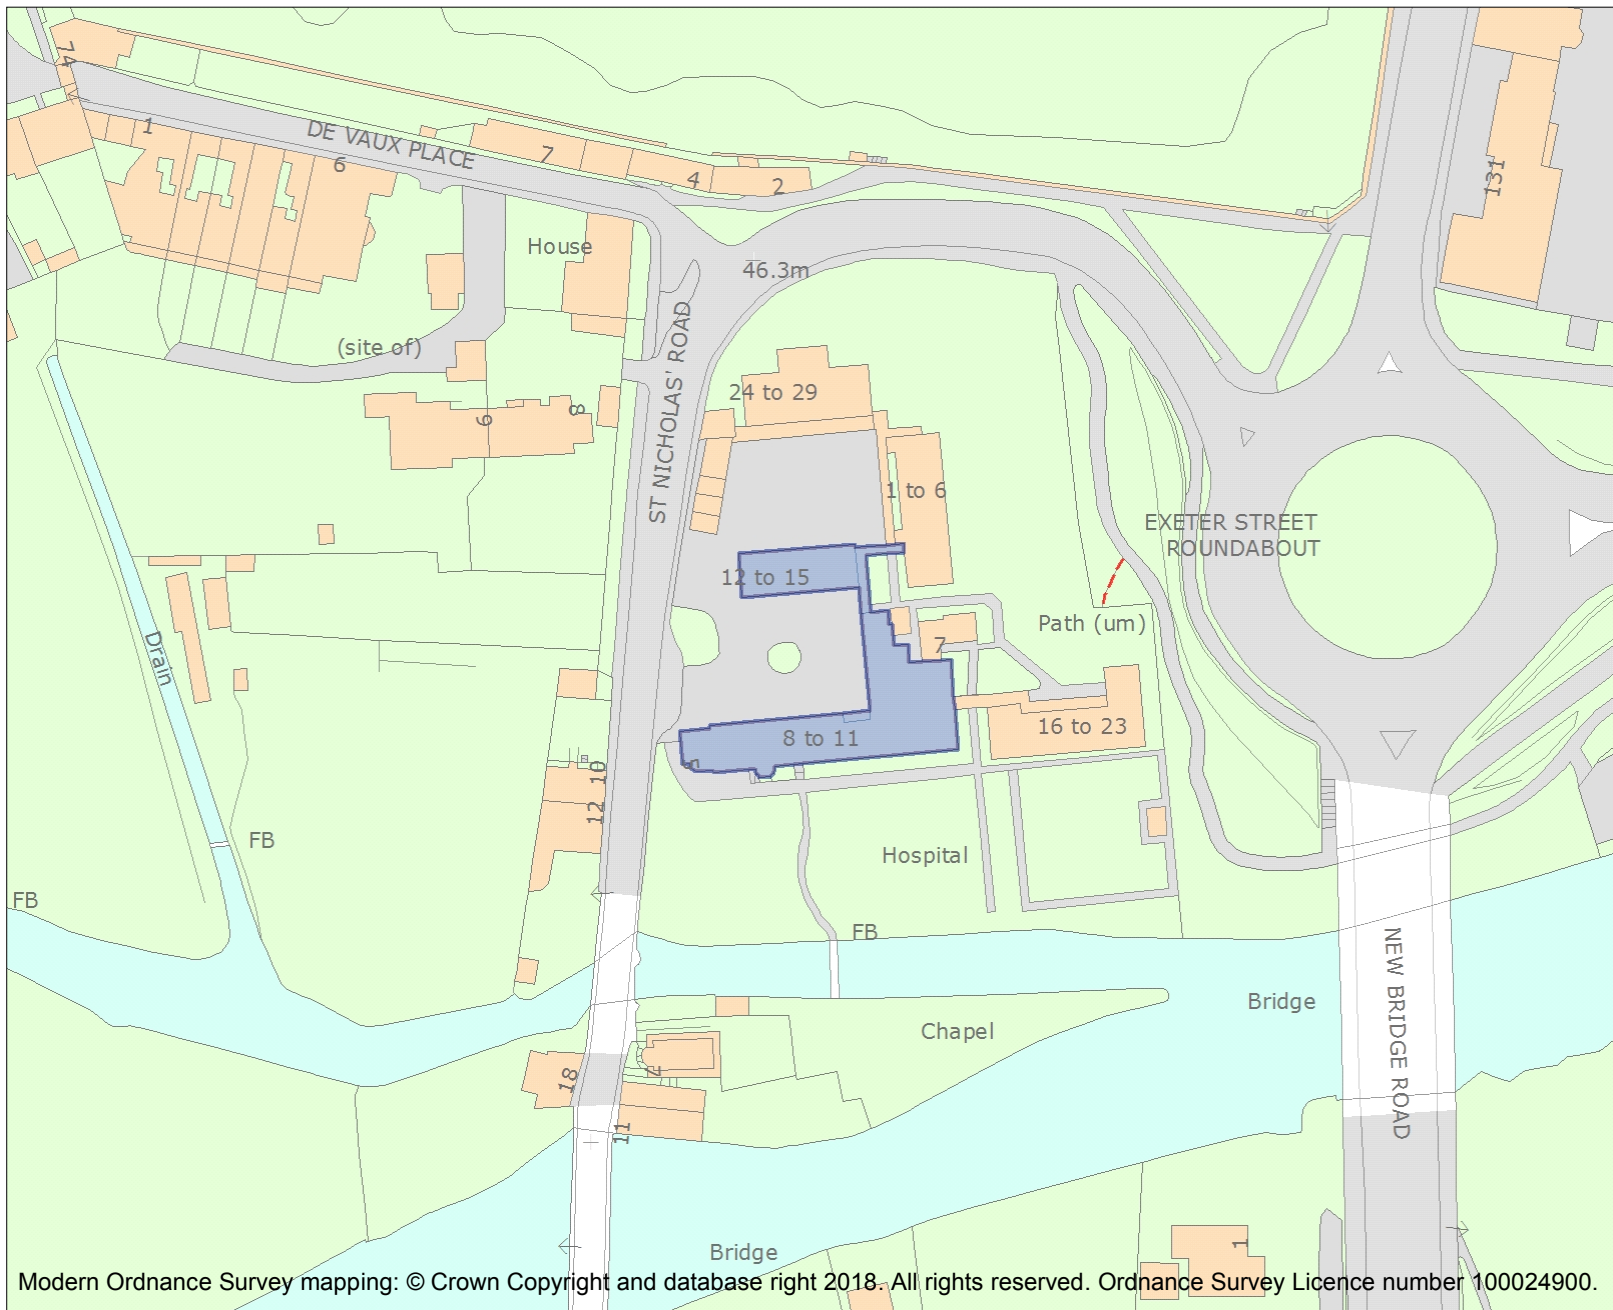 74
1
DE VAUX PLACE
6
7
4
2
131
House
46.3m
(site of)
ST NICHOLAS' ROAD
24 to 29
9
8
1 to 6
EXETER STREET
ROUNDABOUT
12 to 15
Path (um)
Drain
7
16 to 23
8 to 11
5
10
12
FB
Hospital
FB
FB
NEW BRIDGE ROAD
Bridge
Chapel
18
7
11
Bridge
1
Modern Ordnance Survey mapping: © Crown Copyright and database right 2018. All rights reserved. Ordnance Survey Licence number 100024900.